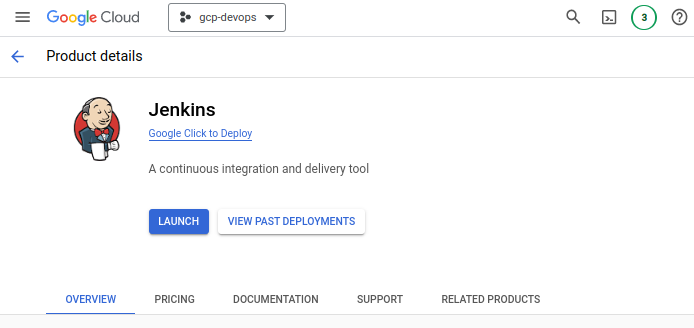 Google Cloud
gcp-devops
3
Product details
Jenkins
Google Click to Deploy
A continuous integration and delivery tool
LAUNCH
VIEW PAST DEPLOYMENTS
OVERVIEW
PRICING
DOCUMENTATION
SUPPORT
RELATED PRODUCTS